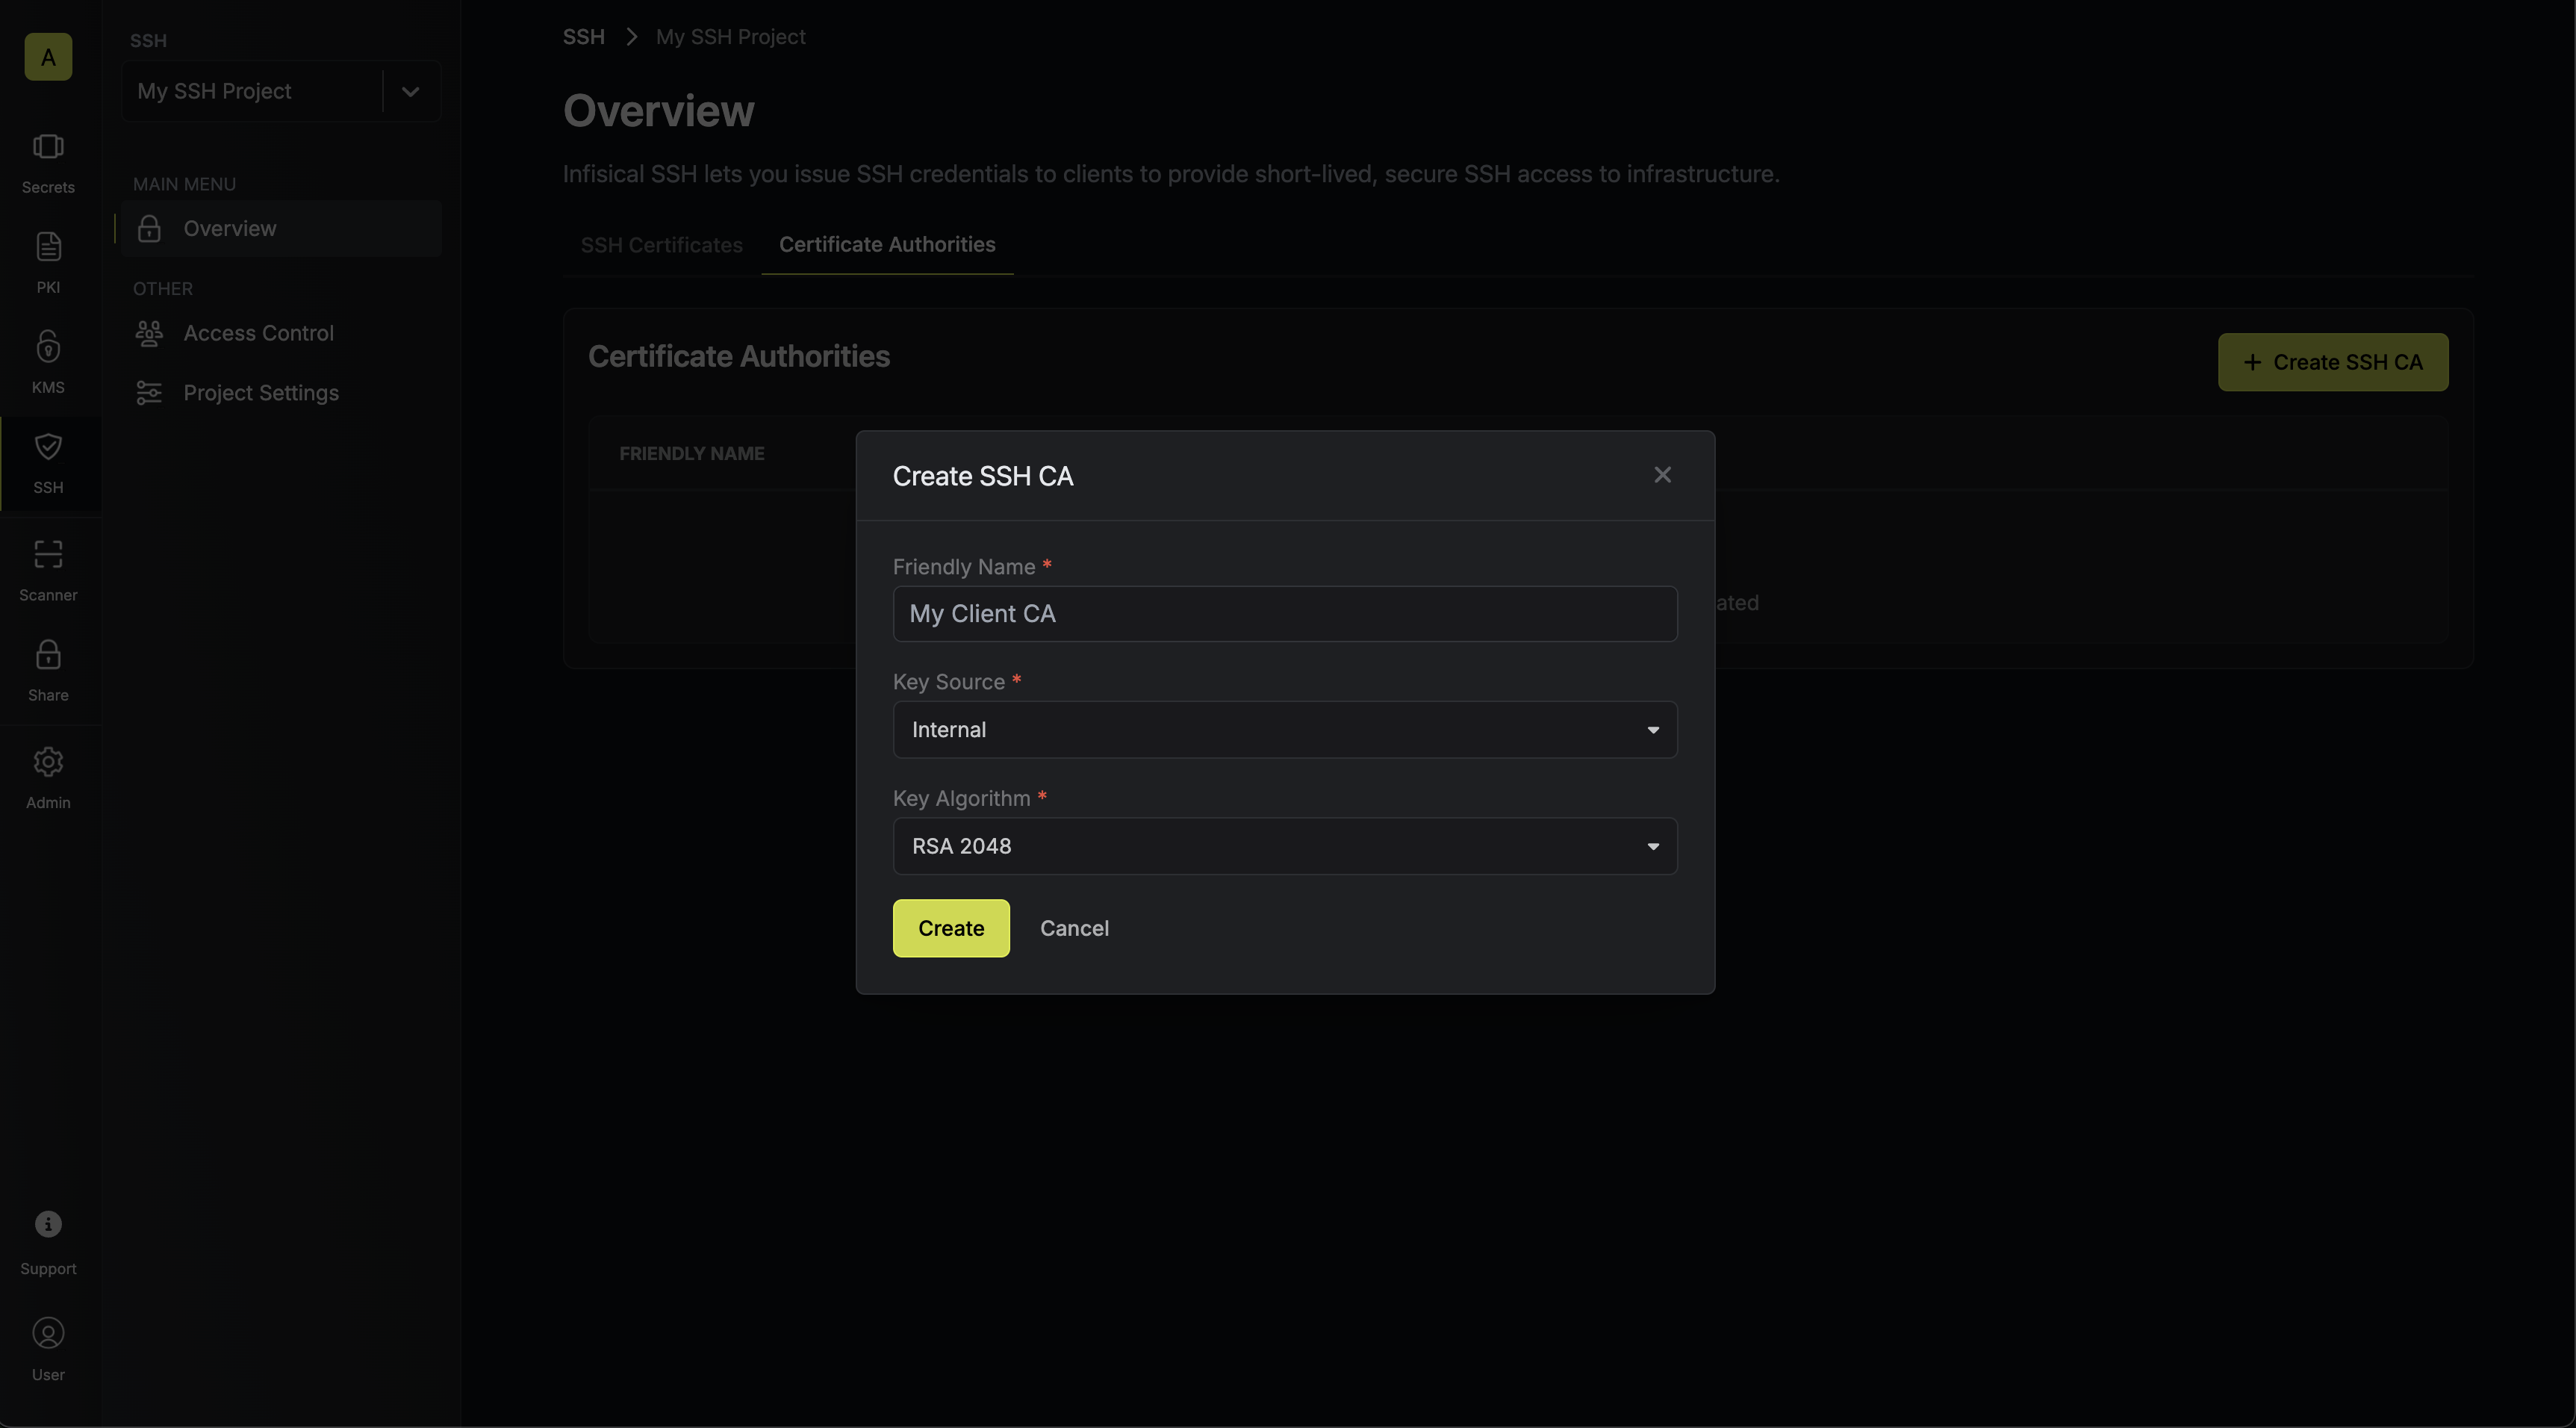 A
Secrets
PKI
KMS
SSH
Scanner
Share
Admin
Support
User
SSH
My SSH Project
MAIN MENU
Overview
OTHER
Access Control
Project Settings
SSH > My SSH Project
Overview
Infisical SSH lets you issue SSH credentials to clients to provide short-lived, secure SSH access to infrastructure.
SSH Certificates Certificate Authorities
Certificate Authorities
+ Create SSH CA
FRIENDLY NAME
ated
Create SSH CA
Friendly Name *
My Client CA
Key Source *
Internal
Key Algorithm *
RSA 2048
Create Cancel